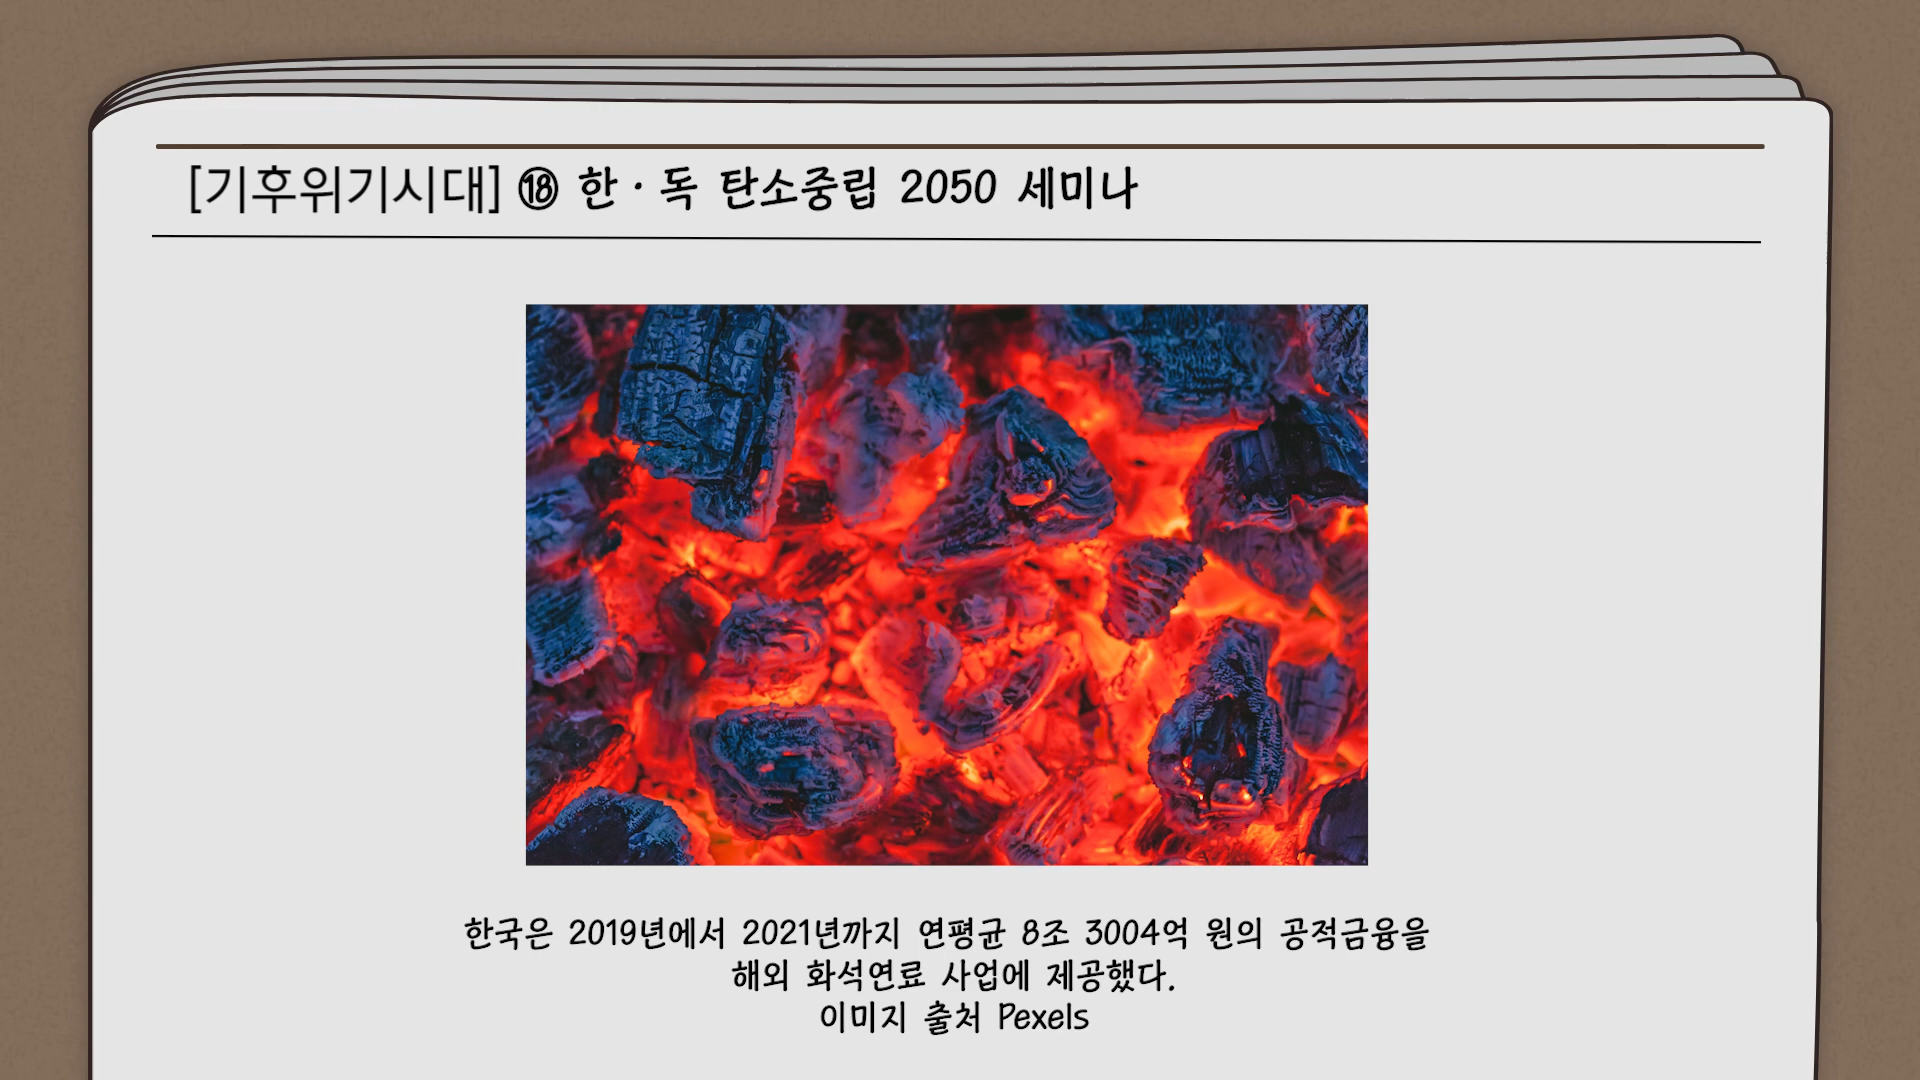 [기후위기시대] ⑱ 한·독 탄소중립 2050 세미나
한국은 2019년에서 2021년까지 연평균 8조 3004억 원의 공적금융을
해외 화석연료 사업에 제공했다.
이미지 출처 Pexels